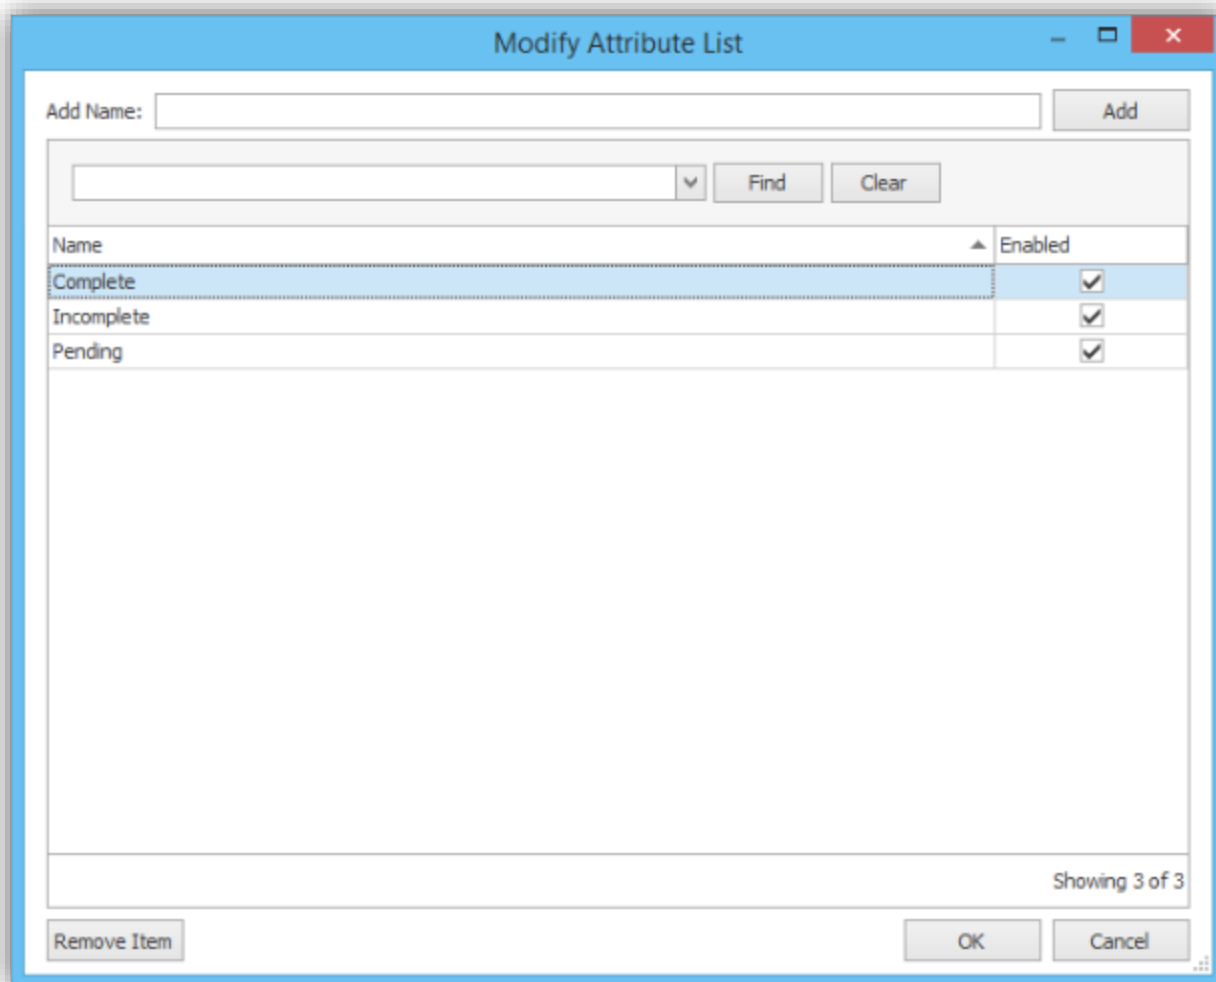 Modify Attribute List
Add Name: Add
Find Clear
Name Enabled
Complete
Incomplete
Pending
Showing 3 of 3
Remove Item OK Cancel